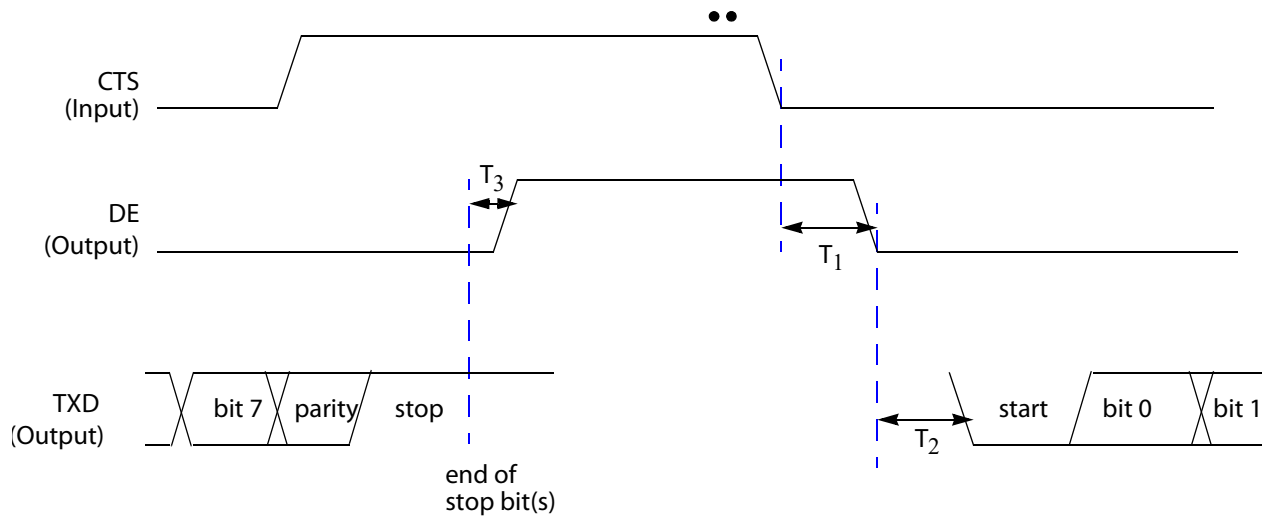 CTS
(Input)
T3
DE
(Output)
T1
TXD
(Output)
bit 7
parity
stop
start
bit 0
bit 1
T2
end of
stop bit(s)